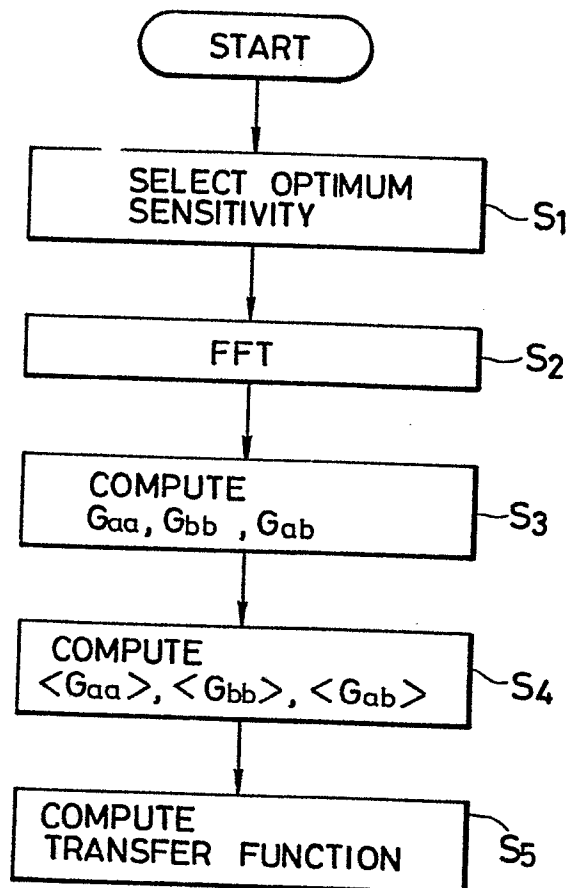 START
SELECT OPTIMUM
SENSITIVITY
S1
FFT
S2
COMPUTE
Gaa, Gbb, Gab
S3
COMPUTE
<Gaa>, <Gbb>, <Gab>
S4
COMPUTE
TRANSFER FUNCTION
S5